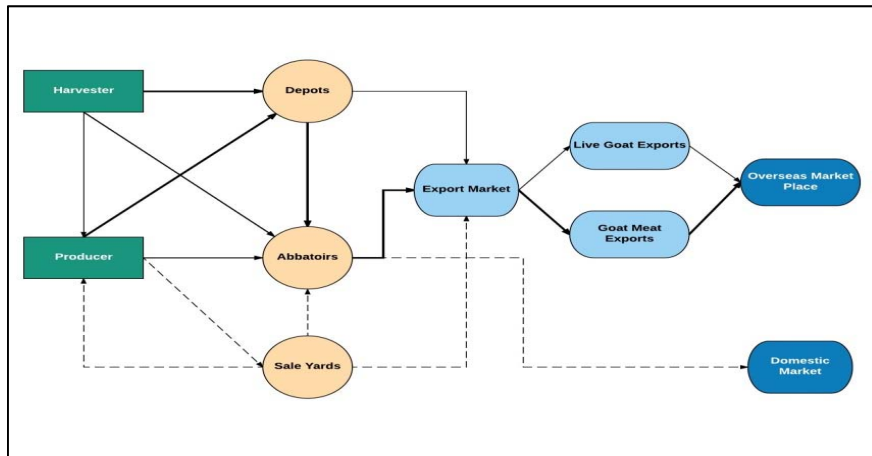 Harvester
Depots
Live Goat Exports
Export Market
Overseas Market
Place
Goat Meat
Exports
Producer
Abbatoirs
Sale Yards
Domestic
Market